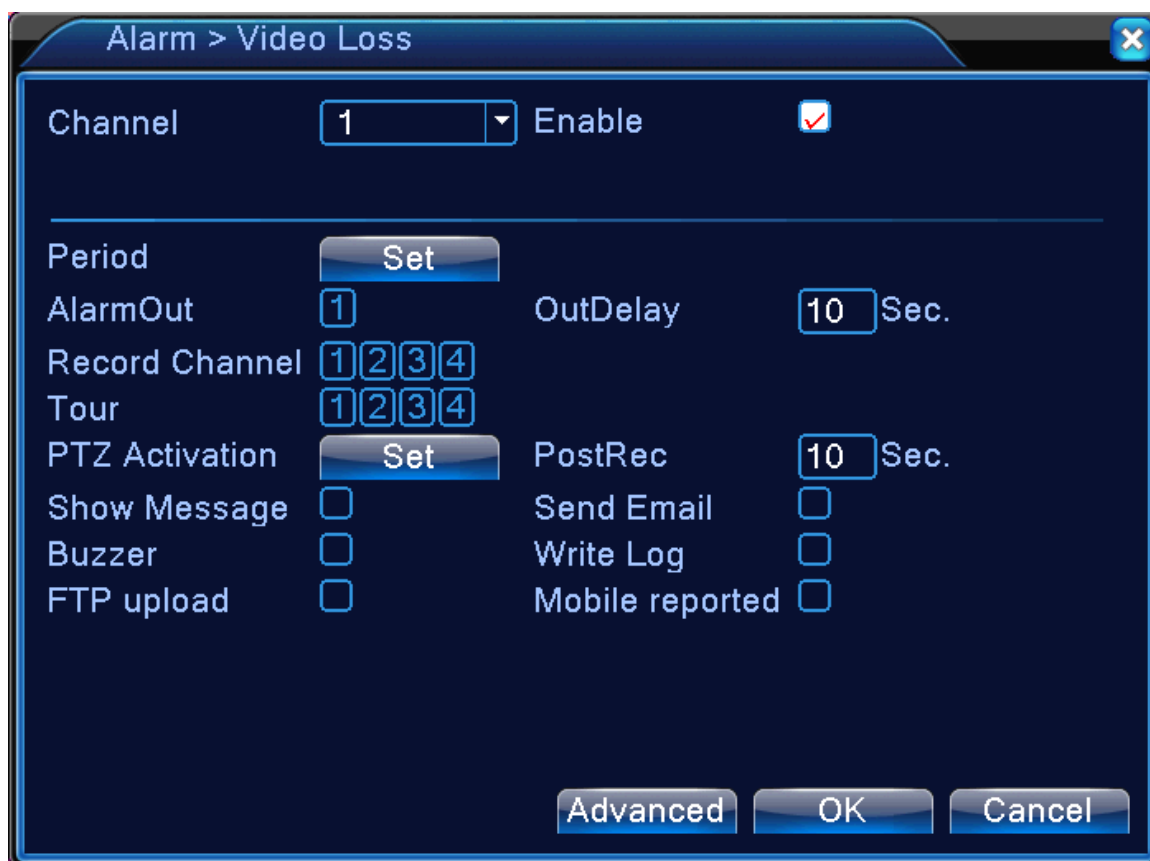 Alarm > Video Loss
Channel 1 Enable
Period Set
AlarmOut 1 OutDelay 10 Sec.
Record Channel 1 2 3 4
Tour 1 2 3 4
PTZ Activation Set PostRec 10 Sec.
Show Message Send Email
Buzzer Write Log
FTP upload Mobile reported
Advanced OK Cancel